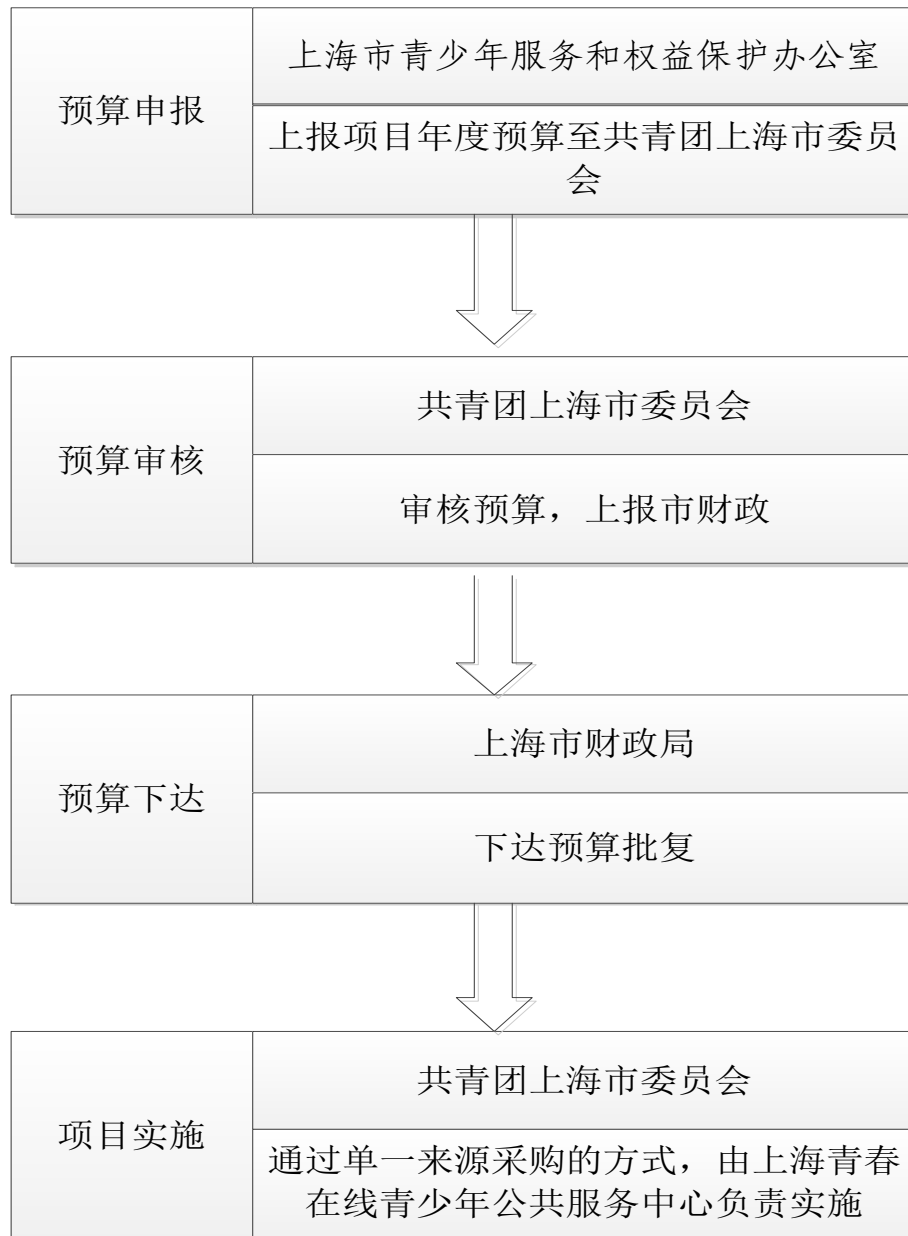 预算申报
上海市青少年服务和权益保护办公室
上报项目年度预算至共青团上海市委员
会
预算审核
共青团上海市委员会
审核预算，上报市财政
预算下达
上海市财政局
下达预算批复
项目实施
共青团上海市委员会
通过单一来源采购的方式，由上海青春
在线青少年公共服务中心负责实施